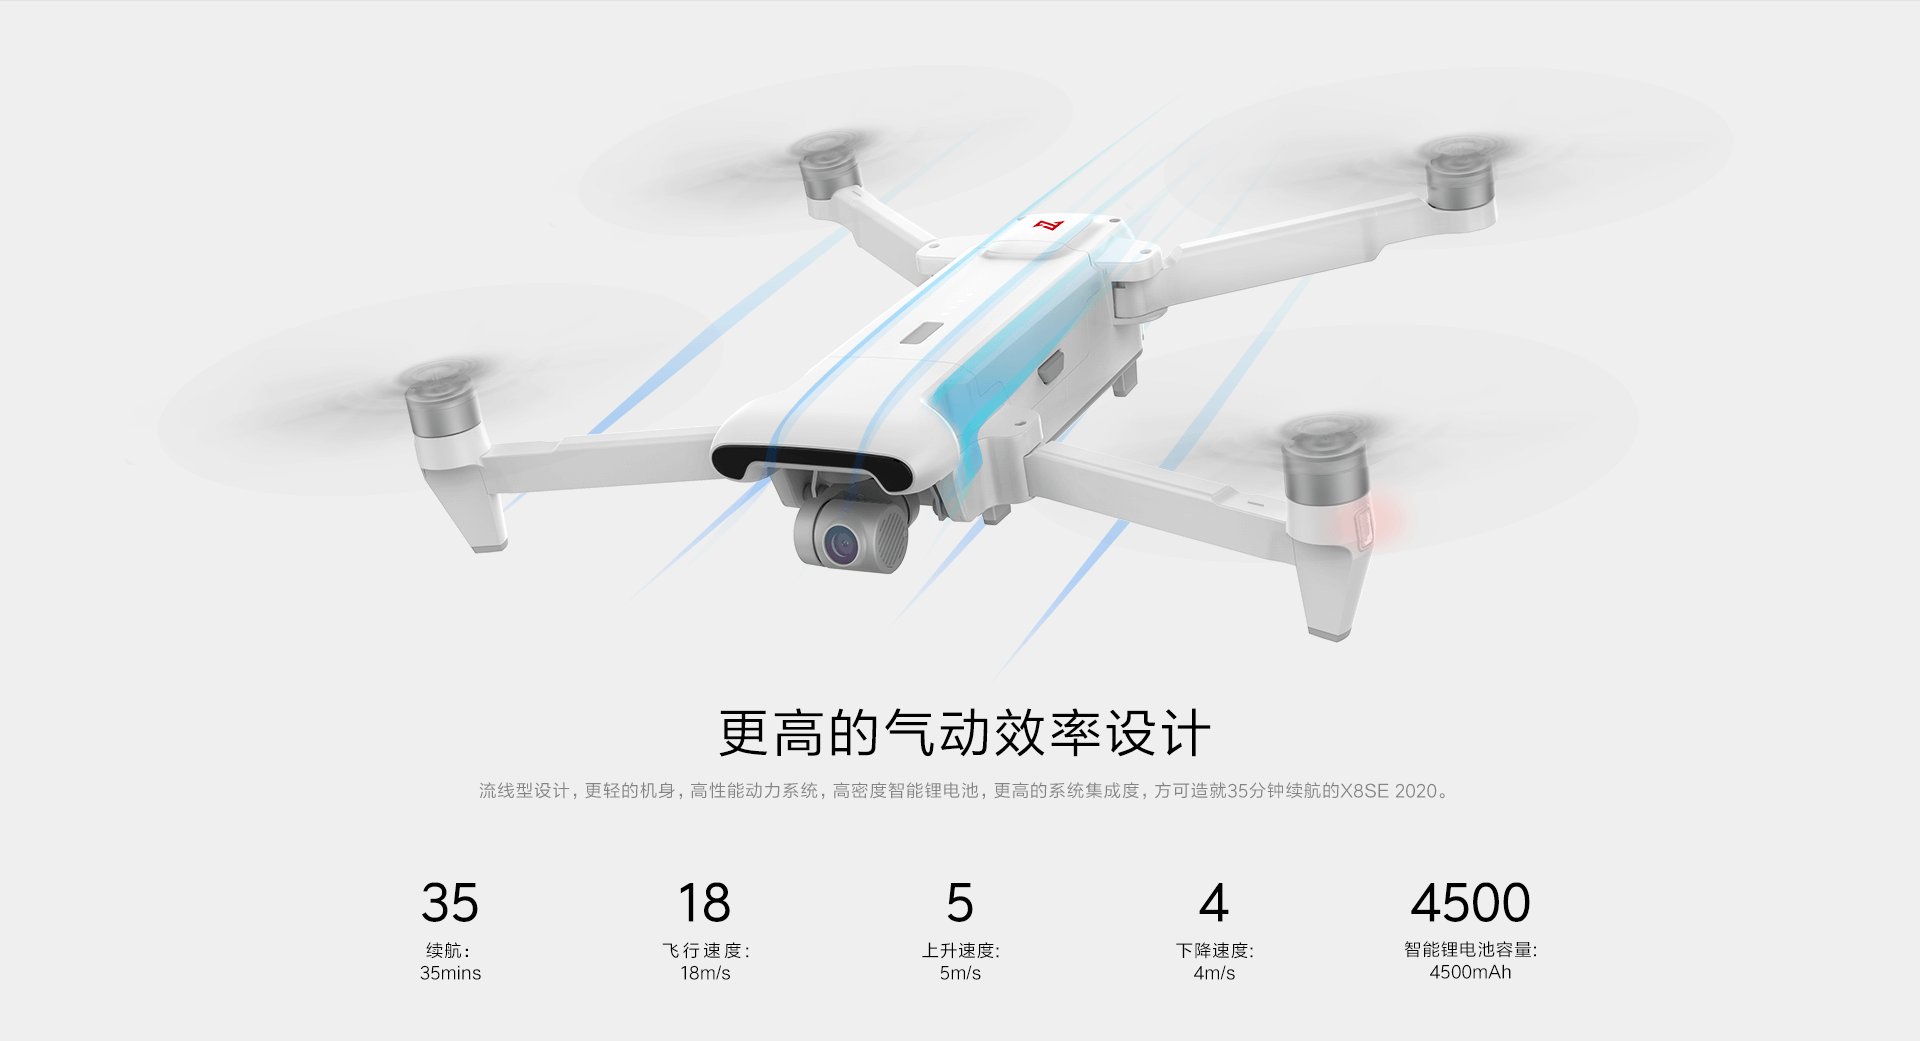 更高的气动效率设计
流线型设计，更轻的机身，高性能动力系统，高密度智能锂电池，更高的系统集成度，方可造就35分钟续航的X8SE 2020。
35
18
5
4
4500
续航：
飞行速度：
上升速度:
下降速度:
智能锂电池容量:
35mins
18m/s
5m/s
4m/s
4500mAh